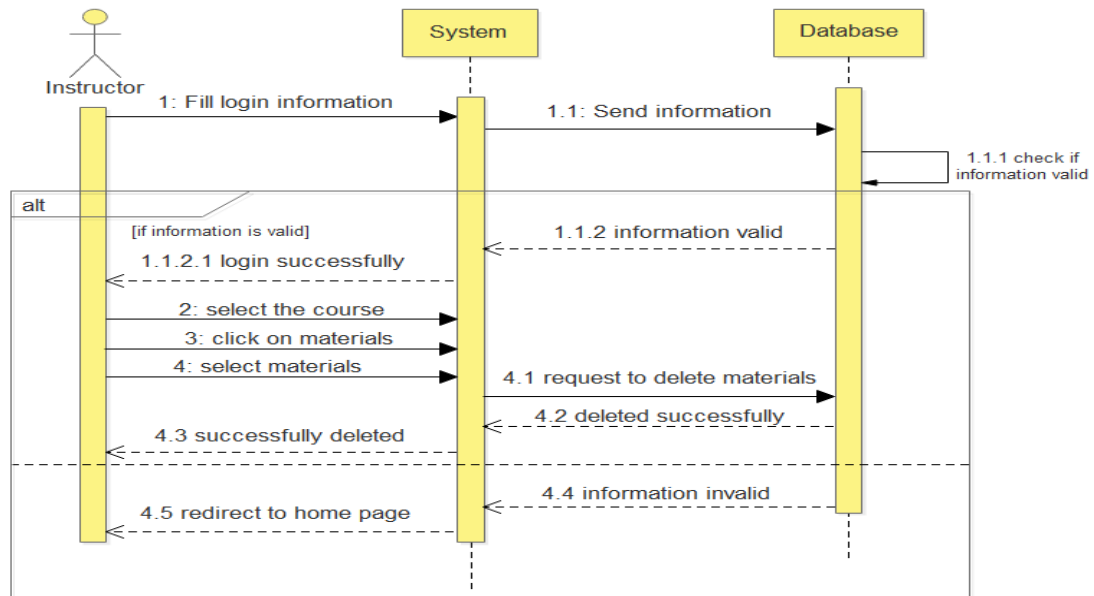 System
Database
Instructor
1: Fill login information
1.1: Send information
1.1.1 check if
information valid
alt
[if information is valid]
1.1.2 information valid
1.1.2.1 login successfully
2: select the course
3: click on materials
4: select materials
4.1 request to delete materials
4.2 deleted successfully
4.3 successfully deleted
4.4 information invalid
4.5 redirect to home page